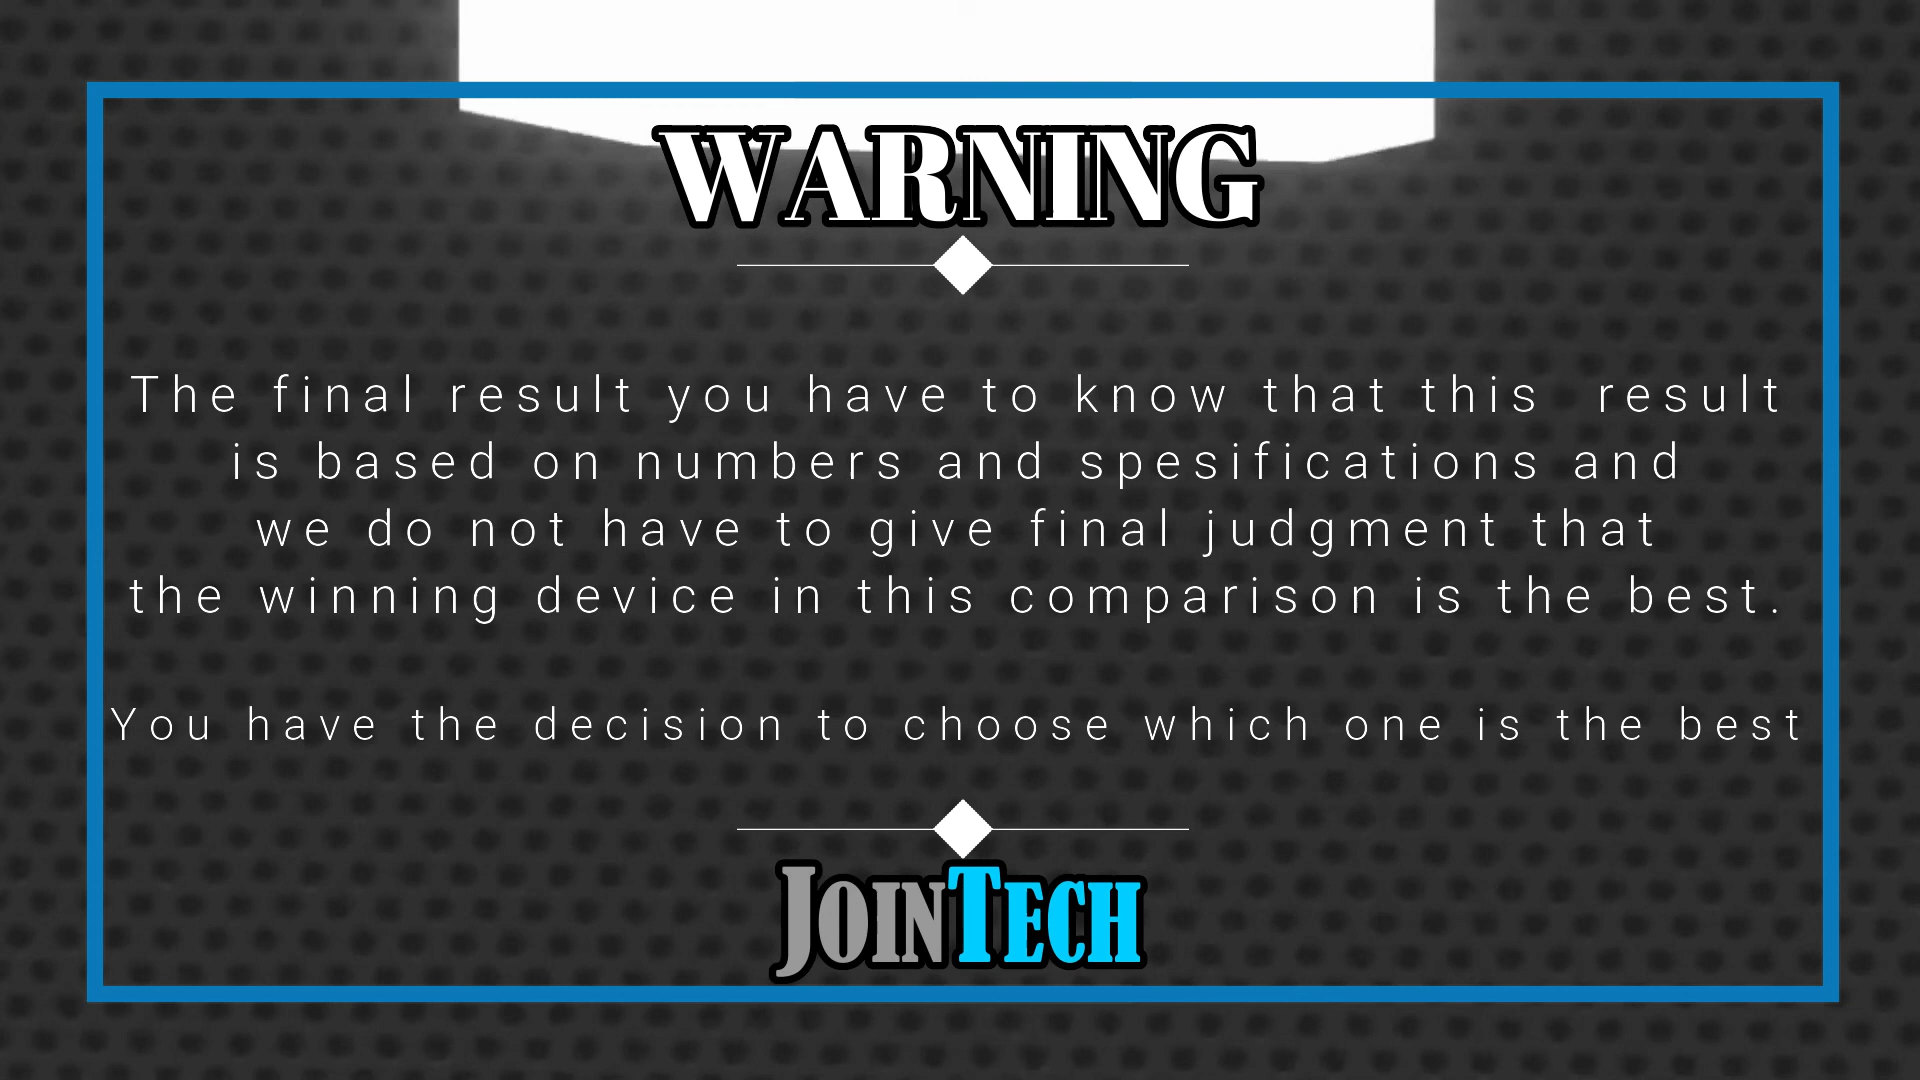 WARNING
The final result you have to know that this result
is based on numbers and spesifications and
we do not have to give final judgment that
the winning device in this comparison is the best.
You have the decision to choose which one is the best
JOINTECH